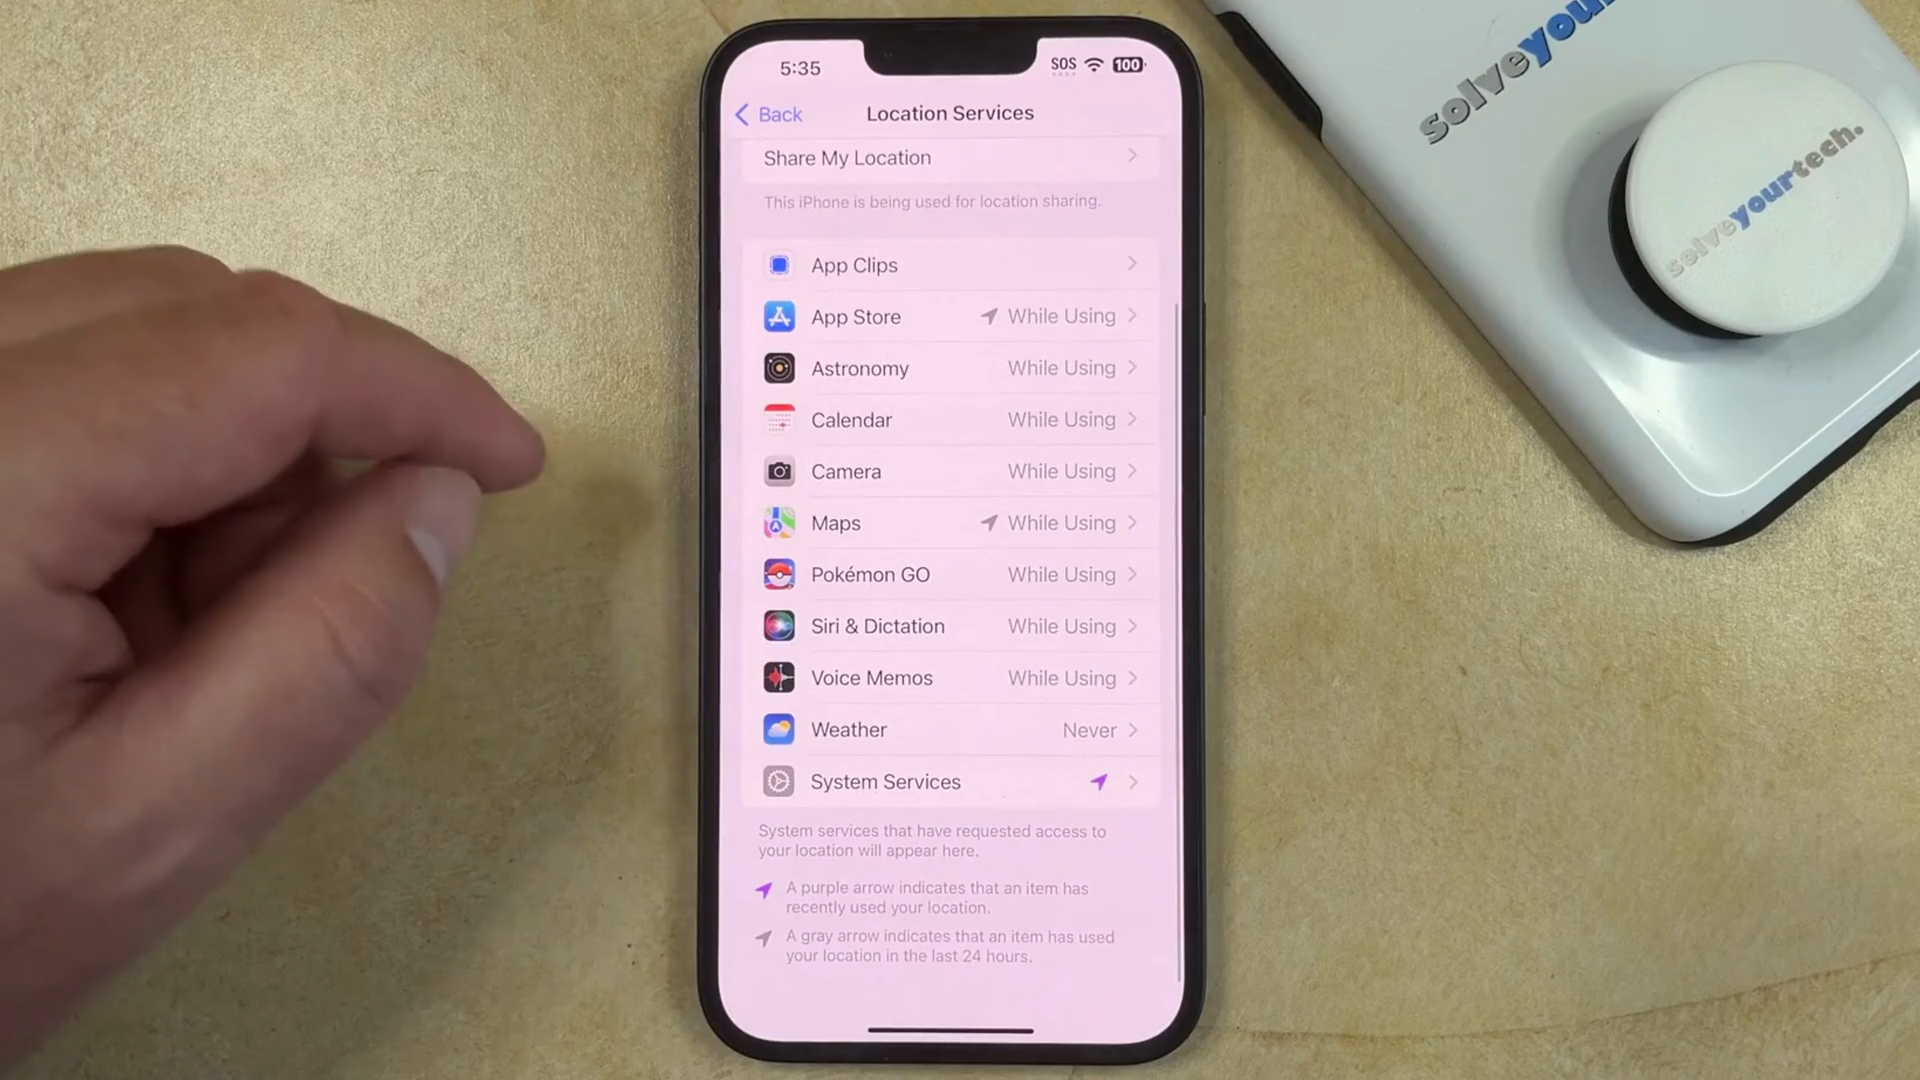 5:35
SOS
100
Back
Location Services
Share My Location
This iPhone is being used for location sharing.
App Clips
App Store While Using
Astronomy While Using
Calendar While Using
Camera While Using
Maps While Using
Pokémon GO While Using
Siri & Dictation While Using
Voice Memos While Using
Weather Never
System Services
System services that have requested access to
your location will appear here.
A purple arrow indicates that an item has
recently used your location.
A gray arrow indicates that an item has used
your location in the last 24 hours.
solveyou
solveyourtech.